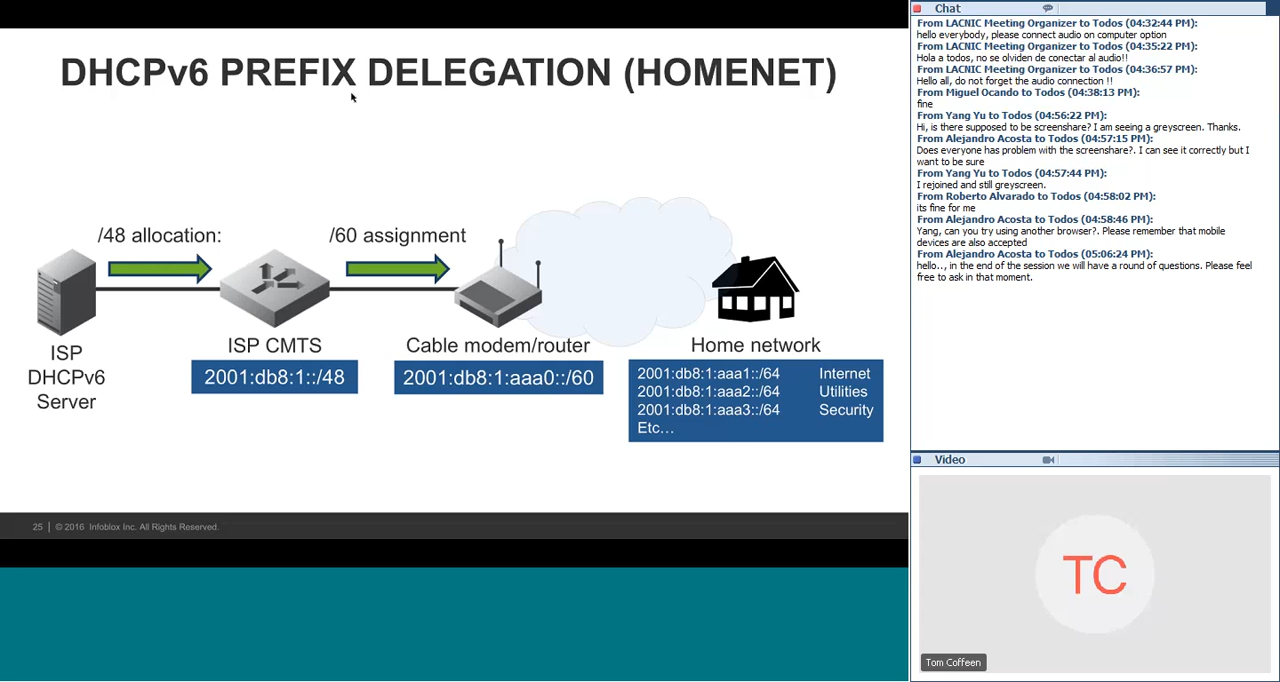 DHCPv6 PREFIX DELEGATION (HOMENET)
/48 allocation:
/60 assignment
ISP
DHCPv6
Server
ISP CMTS
2001:db8:1::/48
Cable modem/router
2001:db8:1:aaa0::/60
Home network
2001:db8:1:aaa1::/64 Internet
2001:db8:1:aaa2::/64 Utilities
2001:db8:1:aaa3::/64 Security
Etc…
25 | © 2016 Infoblox Inc. All Rights Reserved.
Chat
From LACNIC Meeting Organizer to Todos (04:32:44 PM):
hello everybody, please connect audio on computer option
From LACNIC Meeting Organizer to Todos (04:35:22 PM):
Hola a todos, no se olviden de conectar al audio!!
From LACNIC Meeting Organizer to Todos (04:36:57 PM):
Hello all, do not forget the audio connection !!
From Miguel Ocando to Todos (04:38:13 PM):
fine
From Yang Yu to Todos (04:56:22 PM):
Hi, is there supposed to be screenshare? I am seeing a greyscreen. Thanks.
From Alejandro Acosta to Todos (04:57:15 PM):
Does everyone has problem with the screenshare?. I can see it correctly but I
want to be sure
From Yang Yu to Todos (04:57:44 PM):
I rejoined and still greyscreen.
From Roberto Alvarado to Todos (04:58:02 PM):
its fine for me
From Alejandro Acosta to Todos (04:58:46 PM):
Yang, can you try using another browser?. Please remember that mobile
devices are also accepted
From Alejandro Acosta to Todos (05:06:24 PM):
hello.., in the end of the session we will have a round of questions. Please feel
free to ask in that moment.
Video
TC
Tom Coffeen